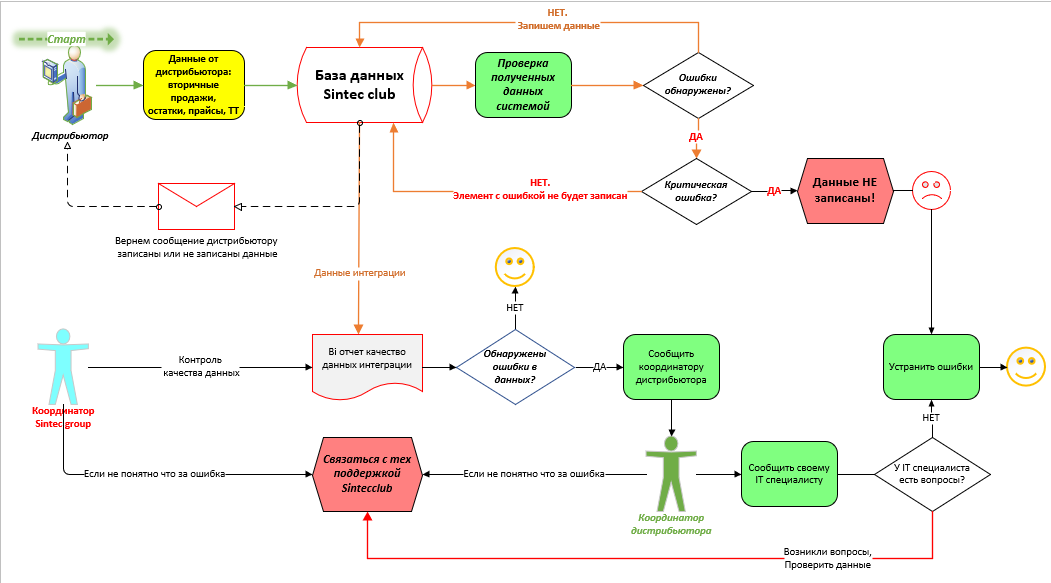 НЕТ.
Запишем данные
Старт
Данные от
дистрибьютора:
вторичные
продажи,
остатки, прайсы, ТТ
База данных
Sintec club
Проверка
полученных
данных
системой
Ошибки
обнаружены?
Дистрибьютор
ДА
НЕТ.
Элемент с ошибкой не будет записан
Критическая
ошибка?
ДА
Данные НЕ
записаны!
Вернем сообщение дистрибьютору
записаны или не записаны данные
Данные интеграции
НЕТ
Контроль
качества данных
Bi отчет качество
данных интеграции
Обнаружены
ошибки в
данных?
ДА
Сообщить
координатору
дистрибьютора
Устранить ошибки
Координатор
Sintec group
НЕТ
Если не понятно что за ошибка
Связаться с тех
поддержкой
Sintecclub
Если не понятно что за ошибка
Сообщить своему
IT специалисту
У IT специалиста
есть вопросы?
Координатор
дистрибьютора
Возникли вопросы,
Проверить данные